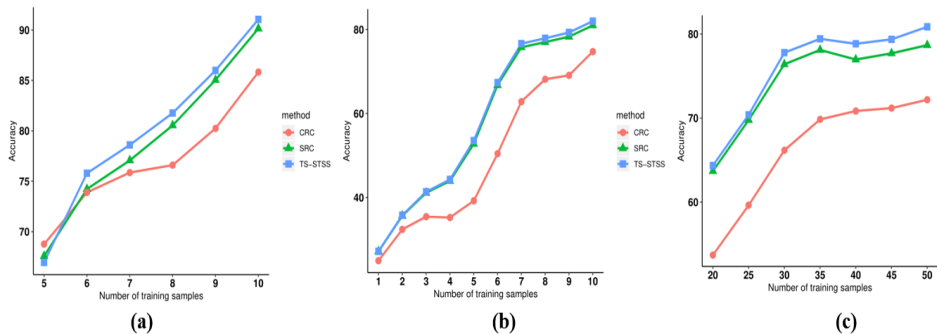 90
85
80
75
70
Accuracy
5 6 7 8 9 10
Number of training samples
method
CRC
SRC
TS-STSS
(a)
80
60
40
Accuracy
1 2 3 4 5 6 7 8 9 10
Number of training samples
method
CRC
SRC
TS-STSS
(b)
80
70
60
Accuracy
20 25 30 35 40 45 50
Number of training samples
(c)